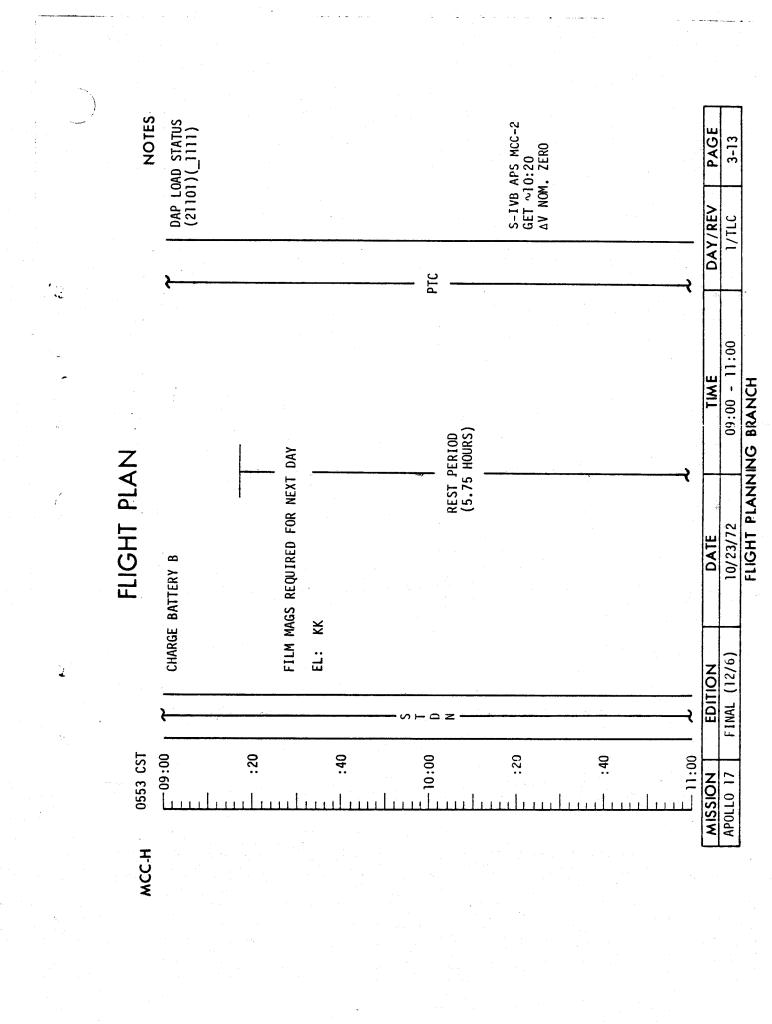 FLIGHT PLAN
MCC-H
0553 CST
NOTES
09:00
:20
:40
10:00
:20
:40
11:00
S
T
D
N
CHARGE BATTERY B
FILM MAGS REQUIRED FOR NEXT DAY
EL: KK
REST PERIOD
(5.75 HOURS)
PTC
DAP LOAD STATUS
(21101)(_1111)
S-IVB APS MCC-2
GET ~10:20
ΔV NOM. ZERO
MISSION EDITION DATE TIME DAY/REV PAGE
APOLLO 17 FINAL (12/6) 10/23/72 09:00 - 11:00 1/TLC 3-13
FLIGHT PLANNING BRANCH